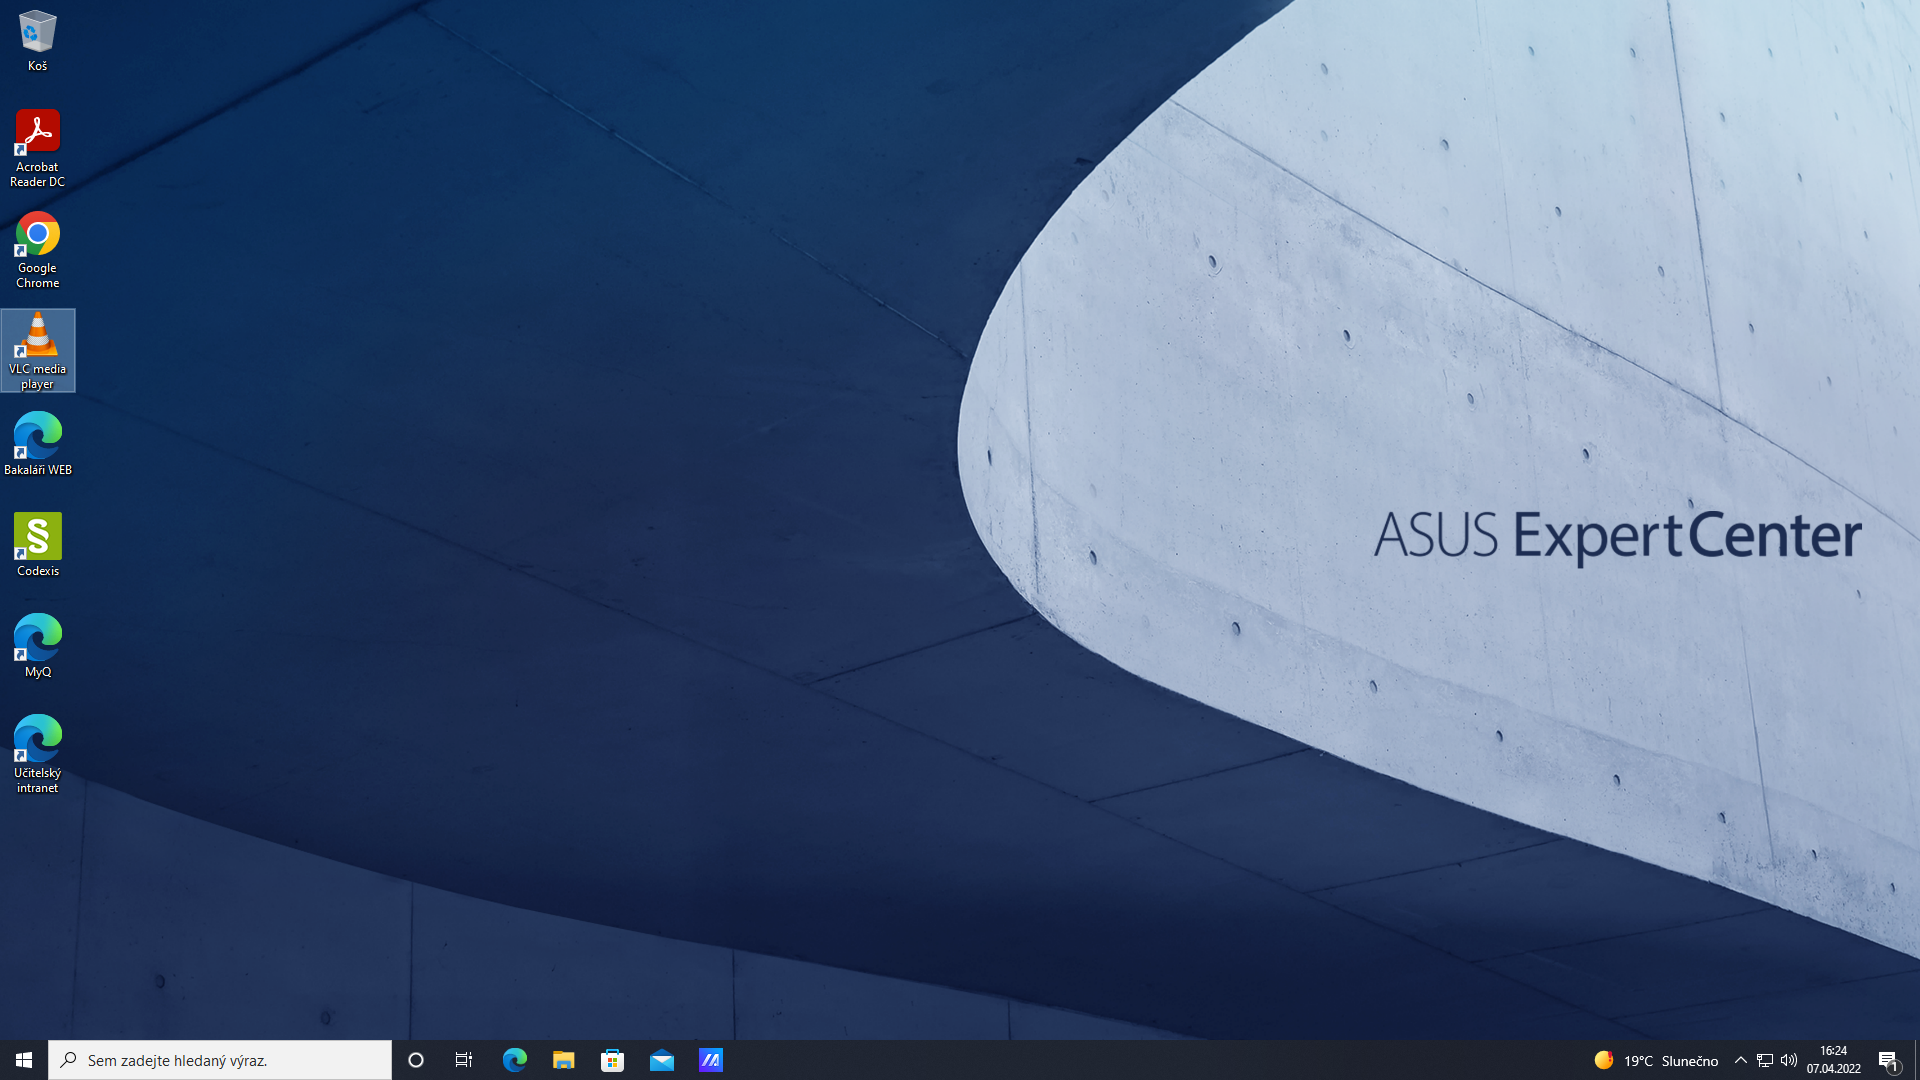 Koš
Acrobat
Reader DC
Google
Chrome
VLC media
player
Bakaláři WEB
Codexis
MyQ
Učitelský
intranet
ASUS ExpertCenter
Sem zadejte hledaný výraz.
19°C Slunečno
16:24
07.04.2022
1